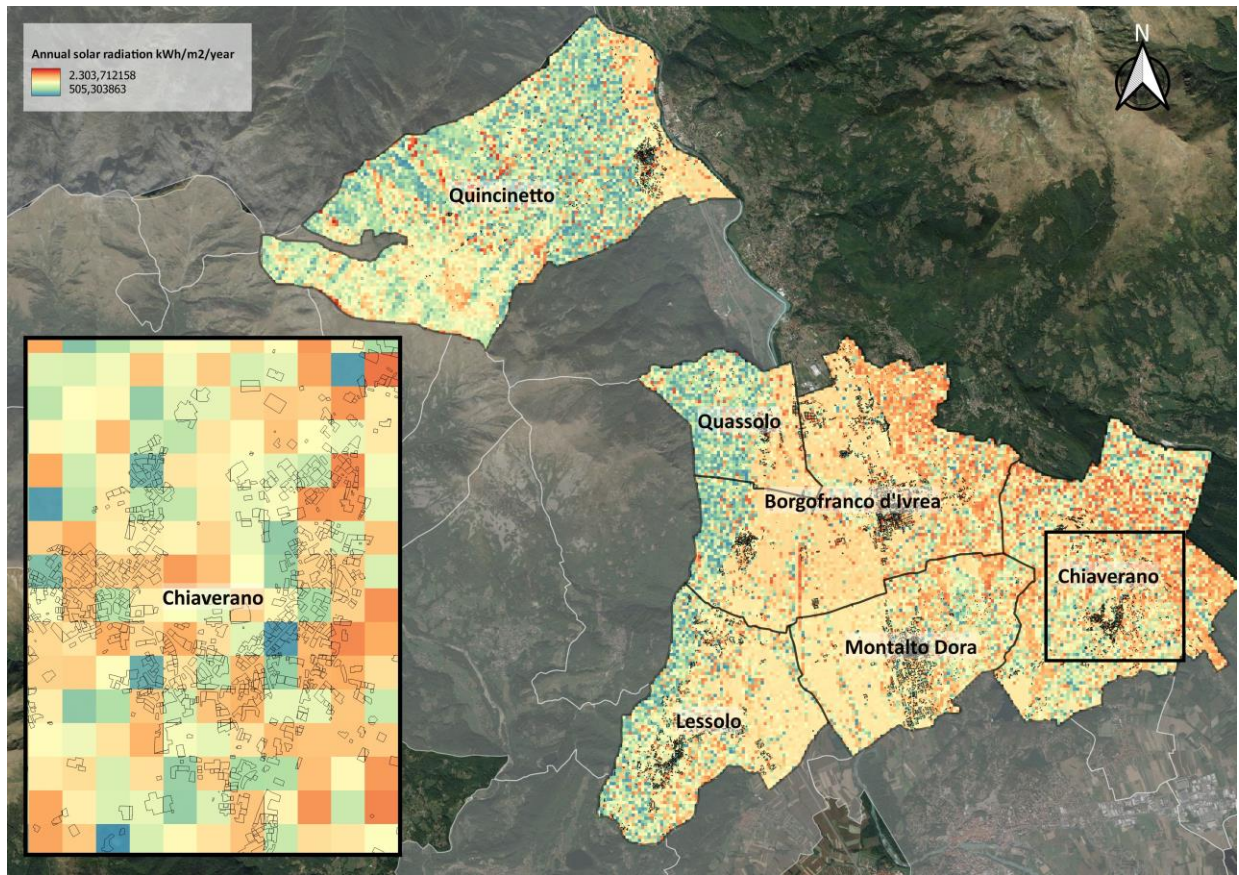 Annual solar radiation kWh/m2/year
2.303,712158
505,303863
N
Quincinetto
Quassolo
Borgofranco d'Ivrea
Chiaverano
Chiaverano
Montalto Dora
Lessolo